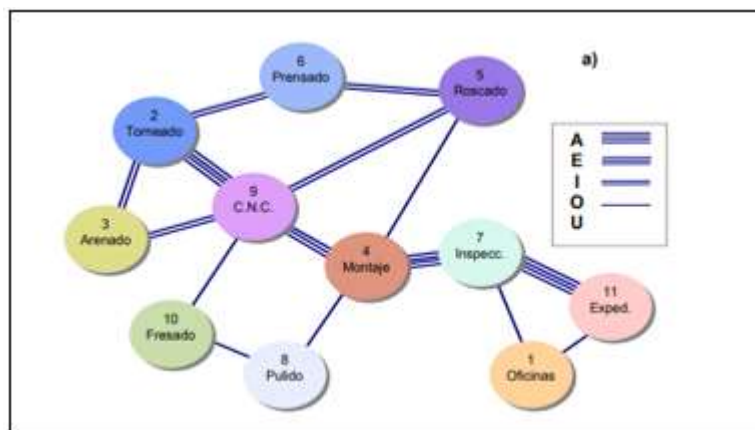 6
Prensado
a)
5
Roscado
2
Torneado
A
E
I
O
U
9
C.N.C.
3
Arenado
7
Inspecc.
4
Montaje
11
Exped.
10
Fresado
8
Pulido
1
Oficinas